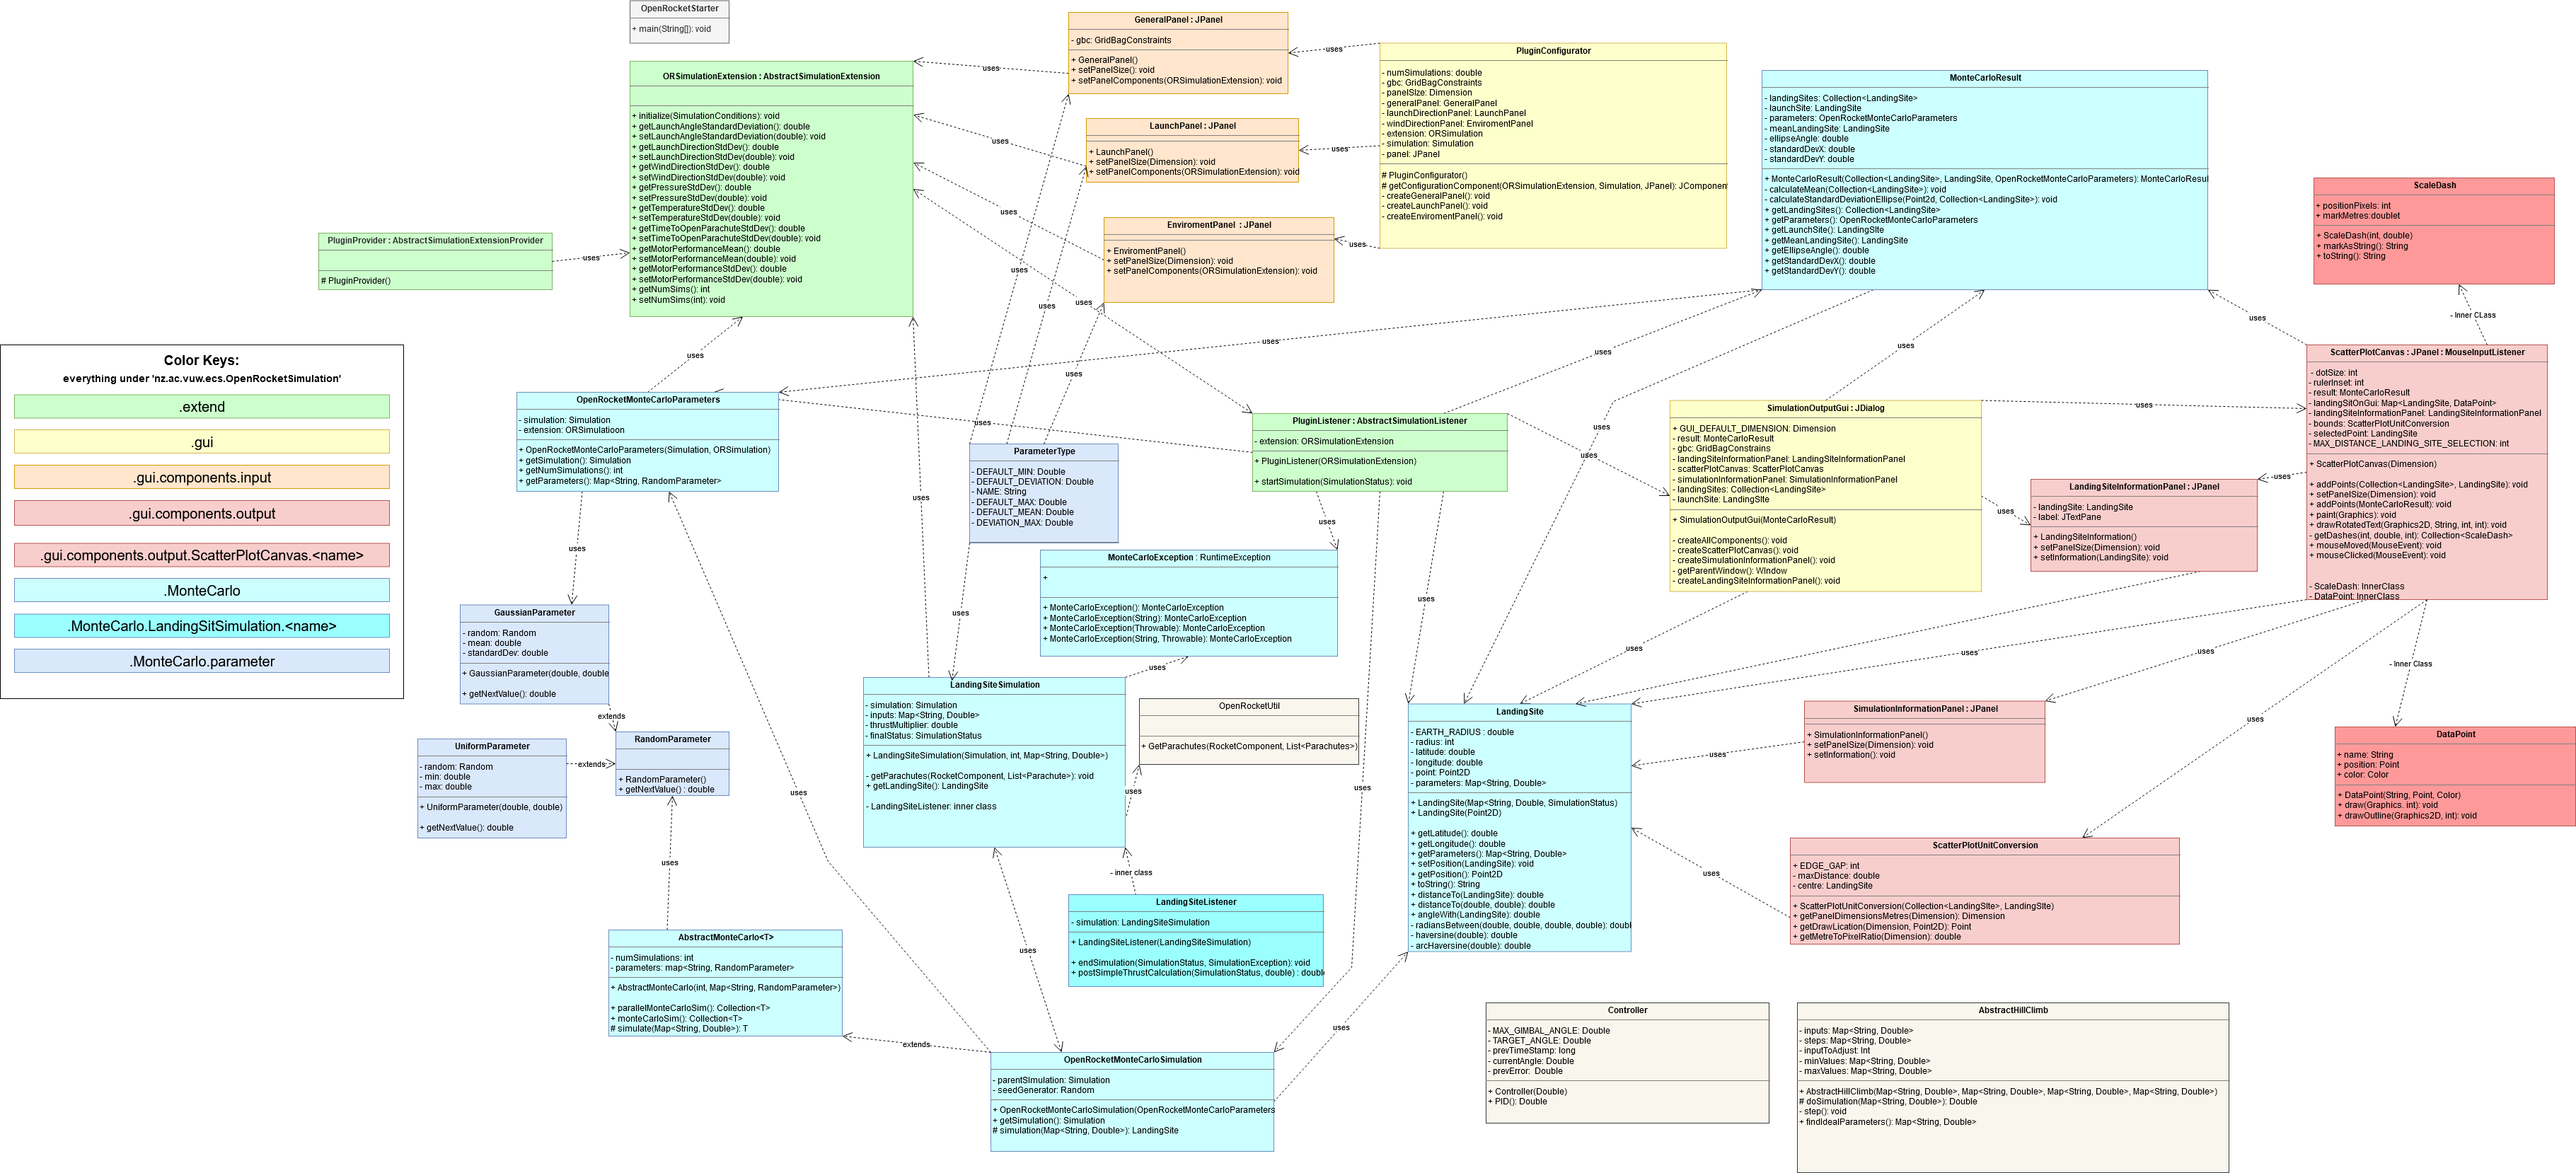 OpenRocketStarter
+ main(String[]): void
ORSimulationExtension : AbstractSimulationExtension
+ initialize(SimulationConditions): void
+ getLaunchAngleStandardDeviation(): double
+ setLaunchAngleStandardDeviation(double): void
+ getLaunchDirectionStdDev(): double
+ setLaunchDirectionStdDev(double): void
+ getWindDirectionStdDev(): double
+ setWindDirectionStdDev(double): void
+ getPressureStdDev(): double
+ setPressureStdDev(double): void
+ getTemperatureStdDev(): double
+ setTemperatureStdDev(double): void
+ getTimeToOpenParachuteStdDev(): double
+ setTimeToOpenParachuteStdDev(double): void
+ getMotorPerformanceMean(): double
+ setMotorPerformanceMean(double): void
+ getMotorPerformanceStdDev(): double
+ setMotorPerformanceStdDev(double): void
+ getNumSims(): int
+ setNumSims(int): void
PluginProvider : AbstractSimulationExtensionProvider
# PluginProvider()
uses
GeneralPanel : JPanel
- gbc: GridBagConstraints
+ GeneralPanel()
+ setPanelSize(): void
+ setPanelComponents(ORSimulationExtension): void
uses
uses
LaunchPanel : JPanel
+ LaunchPanel()
+ setPanelSize(Dimension): void
+ setPanelComponents(ORSimulationExtension): void
uses
uses
EnviromentPanel : JPanel
+ EnviromentPanel()
+ setPanelSize(Dimension): void
+ setPanelComponents(ORSimulationExtension): void
uses
uses
PluginConfigurator
- numSimulations: double
- gbc: GridBagConstraints
- panelSIze: Dimension
- generalPanel: GeneralPanel
- launchDirectionPanel: LaunchPanel
- windDirectionPanel: EnviromentPanel
- extension: ORSimulation
- simulation: Simulation
- panel: JPanel
# PluginConfigurator()
# getConfigurationComponent(ORSimulationExtension, Simulation, JPanel): JComponen
- createGeneralPanel(): void
- createLaunchPanel(): void
- createEnviromentPanel(): void
MonteCarloResult
- landingSites: Collection<LandingSite>
- launchSite: LandingSite
- parameters: OpenRocketMonteCarloParameters
- meanLandingSite: LandingSite
- ellipseAngle: double
- standardDevX: double
- standardDevY: double
+ MonteCarloResult(Collection<LandingSite>, LandingSite, OpenRocketMonteCarloParameters): MonteCarloResul
- calculateMean(Collection<LandingSite>): void
- calculateStandardDeviationEllipse(Point2d, Collection<LandingSite>): void
+ getLandingSites(): Collection<LandingSite>
+ getParameters(): OpenRocketMonteCarloParameters
+ getLaunchSite(): LandingSIte
+ getMeanLandingSite(): LandingSite
+ getEllipseAngle(): double
+ getStandardDevX(): double
+ getStandardDevY(): double
ScaleDash
+ positionPixels: int
+ markMetres:doublet
+ ScaleDash(int, double)
+ markAsString(): String
+ toString(): String
- Inner CLass
uses
ScatterPlotCanvas : JPanel : MouseInputListener
- dotSize: int
- rulerInset: int
- result: MonteCarloResult
- landingSitOnGui: Map<LandingSite, DataPoint>
- landingSiteInformationPanel: LandingSiteInformationPanel
- bounds: ScatterPlotUnitConversion
- selectedPoint: LandingSite
- MAX_DISTANCE_LANDING_SITE_SELECTION: int
+ ScatterPlotCanvas(Dimension)
+ addPoints(Collection<LandingSite>, LandingSite): void
+ setPanelSize(Dimension): void
+ addPoints(MonteCarloResult): void
+ paint(Graphics): void
+ drawRotatedText(Graphics2D, String, int, int): void
- getDashes(int, double, int): Collection<ScaleDash>
+ mouseMoved(MouseEvent): void
+ mouseClicked(MouseEvent): void
- ScaleDash: InnerClass
- DataPoint: InnerClass
Color Keys:
everything under 'nz.ac.vuw.ecs.OpenRocketSimulation'
.extend
.gui
.gui.components.input
.gui.components.output
.gui.components.output.ScatterPlotCanvas.<name>
.MonteCarlo
.MonteCarlo.LandingSitSimulation.<name>
.MonteCarlo.parameter
uses
uses
uses
uses
uses
uses
uses
uses
uses
OpenRocketMonteCarloParameters
- simulation: Simulation
- extension: ORSimulatioon
+ OpenRocketMonteCarloParameters(Simulation, ORSimulation)
+ getSimulation(): Simulation
+ getNumSimulations(): int
+ getParameters(): Map<String, RandomParameter>
uses
ParameterType
- DEFAULT_MIN: Double
- DEFAULT_DEVIATION: Double
- NAME: String
- DEFAULT_MAX: Double
- DEFAULT_MEAN: Double
- DEVIATION_MAX: Double
PluginListener: AbstractSimulationListener
- extension: ORSimulationExtension
+ PluginListener(ORSimulationExtension)
+ startSimulation(SimulationStatus): void
uses
uses
uses
SimulationOutputGui : JDialog
+ GUI_DEFAULT_DIMENSION: Dimension
- result: MonteCarloResult
- gbc: GridBagConstrains
- landingSiteInformationPanel: LandingSIteInformationPanel
- scatterPlotCanvas: ScatterPlotCanvas
- simulationInformationPanel: SimulationInformationPanel
- landingSites: Collection<LandingSite>
- launchSite: LandingSIte
+ SimulationOutputGui(MonteCarloResult)
- createAllComponents(): void
- createScatterPlotCanvas(): void
- createSimulationInformationPanel(): void
- getParentWindow(): WIndow
- createLandingSiteInformationPanel(): void
uses
uses
uses
LandingSiteInformationPanel : JPanel
- landingSite: LandingSite
- label: JTextPane
+ LandingSiteInformation()
+ setPanelSize(Dimension): void
+ setInformation(LandingSite): void
uses
MonteCarloException : RuntimeException
+
+ MonteCarloException(): MonteCarloException
+ MonteCarloException(String): MonteCarloException
+ MonteCarloException(Throwable): MonteCarloException
+ MonteCarloException(String, Throwable): MonteCarloException
uses
uses
uses
GaussianParameter
- random: Random
- mean: double
- standardDev: double
+ GaussianParameter(double, double
+ getNextValue(): double
extends
UniformParameter
- random: Random
- min: double
- max: double
+ UniformParameter(double, double)
+ getNextValue(): double
extends
RandomParameter
+ RandomParameter()
+ getNextValue() : double
uses
uses
LandingSiteSimulation
- simulation: Simulation
- inputs: Map<String, Double>
- thrustMultiplier: double
- finalStatus: SimulationStatus
+ LandingSiteSimulation(Simulation, int, Map<String, Double>)
- getParachutes(RocketComponent, List<Parachute>): void
+ getLandingSite(): LandingSite
- LandingSiteListener: inner class
OpenRocketUtil
+ GetParachutes(RocketComponent, List<Parachutes>)
uses
uses
- inner class
LandingSiteListener
- simulation: LandingSiteSimulation
+ LandingSiteListener(LandingSiteSimulation)
+ endSimulation(SimulationStatus, SimulationException): void
+ postSimpleThrustCalculation(SimulationStatus, double) : doubl
LandingSite
- EARTH_RADIUS : double
- radius: int
- latitude: double
- longitude: double
- point: Point2D
- parameters: Map<String, Double>
+ LandingSite(Map<String, Double, SimulationStatus)
+ LandingSite(Point2D)
+ getLatitude(): double
+ getLongitude(): double
+ getParameters(): Map<String, Double>
+ setPosition(LandingSite): void
+ getPosition(): Point2D
+ toString(): String
+ distanceTo(LandingSite): double
+ distanceTo(double, double): double
+ angleWith(LandingSite): double
- radiansBetween(double, double, double, double): doubl
- haversine(double): double
- arcHaversine(double): double
uses
uses
uses
- Inner Class
SimulationInformationPanel : JPanel
+ SimulationInformationPanel()
+ setPanelSize(Dimension): void
+ setInformation(): void
uses
uses
DataPoint
+ name: String
+ position: Point
+ color: Color
+ DataPoint(String, Point, Color)
+ draw(Graphics. int): void
+ drawOutline(Graphics2D, int): void
ScatterPlotUnitConversion
+ EDGE_GAP: int
- maxDistance: double
- centre: LandingSite
+ ScatterPlotUnitConversion(Collection<LandingSIte>, LandingSIte)
+ getPanelDimensionsMetres(Dimension): Dimension
+ getDrawLication(Dimension, Point2D): Point
+ getMetreToPixelRatio(Dimension): double
uses
AbstractMonteCarlo<T>
- numSimulations: int
- parameters: map<String, RandomParameter>
+ AbstractMonteCarlo(int, Map<String, RandomParameter>)
+ parallelMonteCarloSim(): Collection<T>
+ monteCarloSim(): Collection<T>
# simulate(Map<String, Double>): T
extends
uses
OpenRocketMonteCarloSimulation
- parentSImulation: Simulation
- seedGenerator: Random
+ OpenRocketMonteCarloSimulation(OpenRocketMonteCarloParameters
+ getSimulation(): Simulation
# simulation(Map<String, Double>): LandingSite
uses
Controller
- MAX_GIMBAL_ANGLE: Double
- TARGET_ANGLE: Double
- prevTimeStamp: long
- currentAngle: Double
- prevError: Double
+ Controller(Double)
+ PID(): Double
AbstractHillClimb
- inputs: Map<String, Double>
- steps: Map<String, Double>
- inputToAdjust: Int
- minValues: Map<String, Double>
- maxValues: Map<String, Double>
+ AbstractHillClimb(Map<String, Double>, Map<String, Double>, Map<String, Double>, Map<String, Double>)
# doSimulation(Map<String, Double>): Double
- step(): void
+ findIdealParameters(): Map<String, Double>